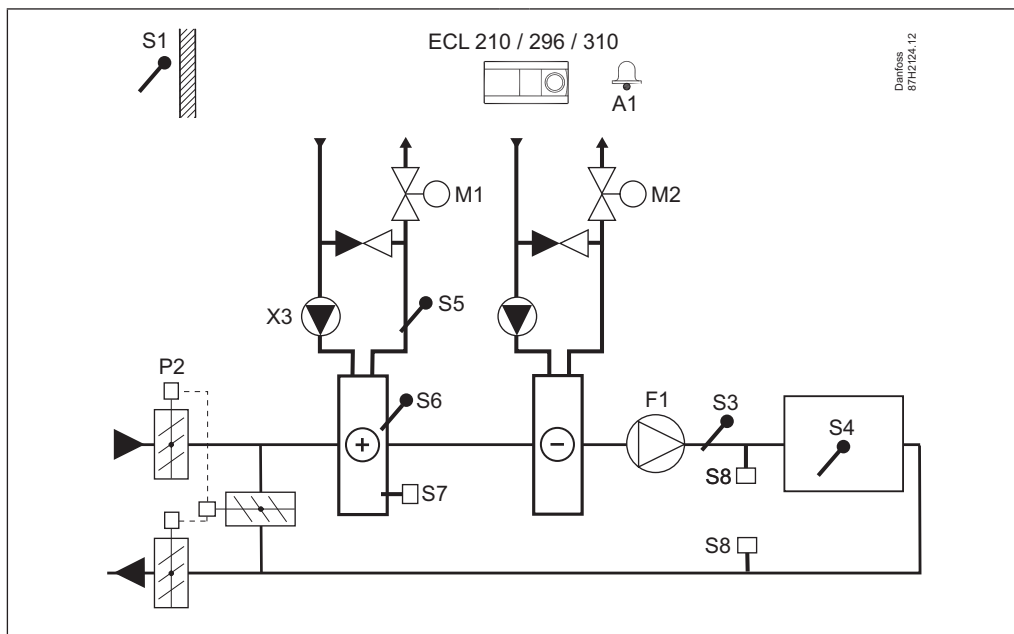 S1
ECL 210 / 296 / 310
A1
Danfoss
87H2124.12
M1
M2
X3
S5
P2
S6
F1
S3
S4
+
−
S7
S8
S8